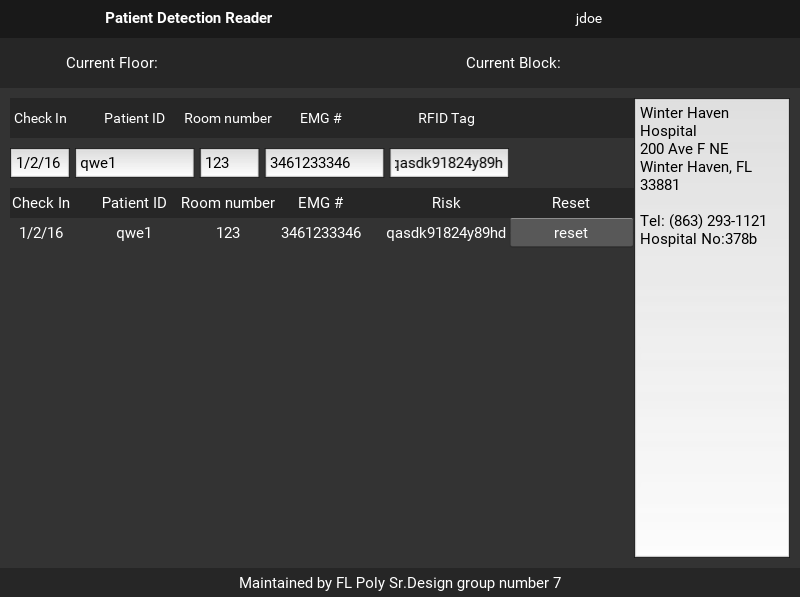 Patient Detection Reader jdoe
Current Floor: Current Block:
Check In Patient ID Room number EMG # RFID Tag
1/2/16 qwe1 123 3461233346 qasdk91824y89h
Check In Patient ID Room number EMG # Risk Reset
1/2/16 qwe1 123 3461233346 qasdk91824y89hd reset
Winter Haven
Hospital
200 Ave F NE
Winter Haven, FL
33881
Tel: (863) 293-1121
Hospital No:378b
Maintained by FL Poly Sr.Design group number 7